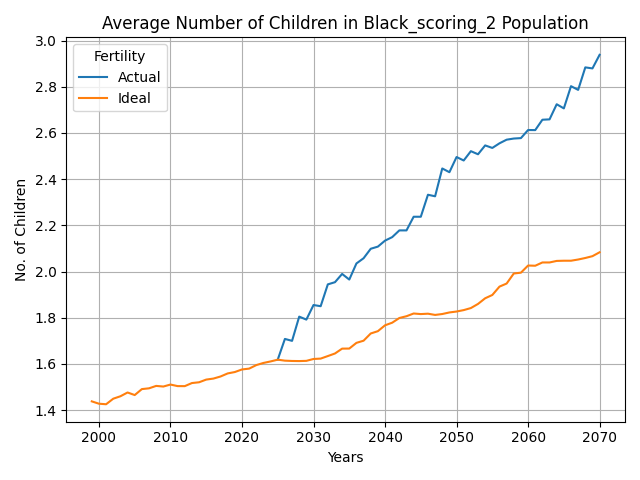 Average Number of Children in Black_scoring_2 Population
Fertility
Actual
Ideal
No. of Children
3.0
2.8
2.6
2.4
2.2
2.0
1.8
1.6
1.4
2000 2010 2020 2030 2040 2050 2060 2070
Years